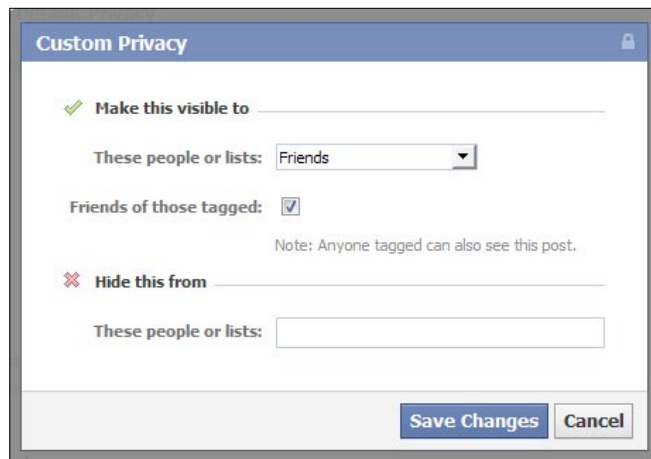 Custom Privacy
Make this visible to
These people or lists: Friends
Friends of those tagged:
Note: Anyone tagged can also see this post.
Hide this from
These people or lists:
Save Changes Cancel